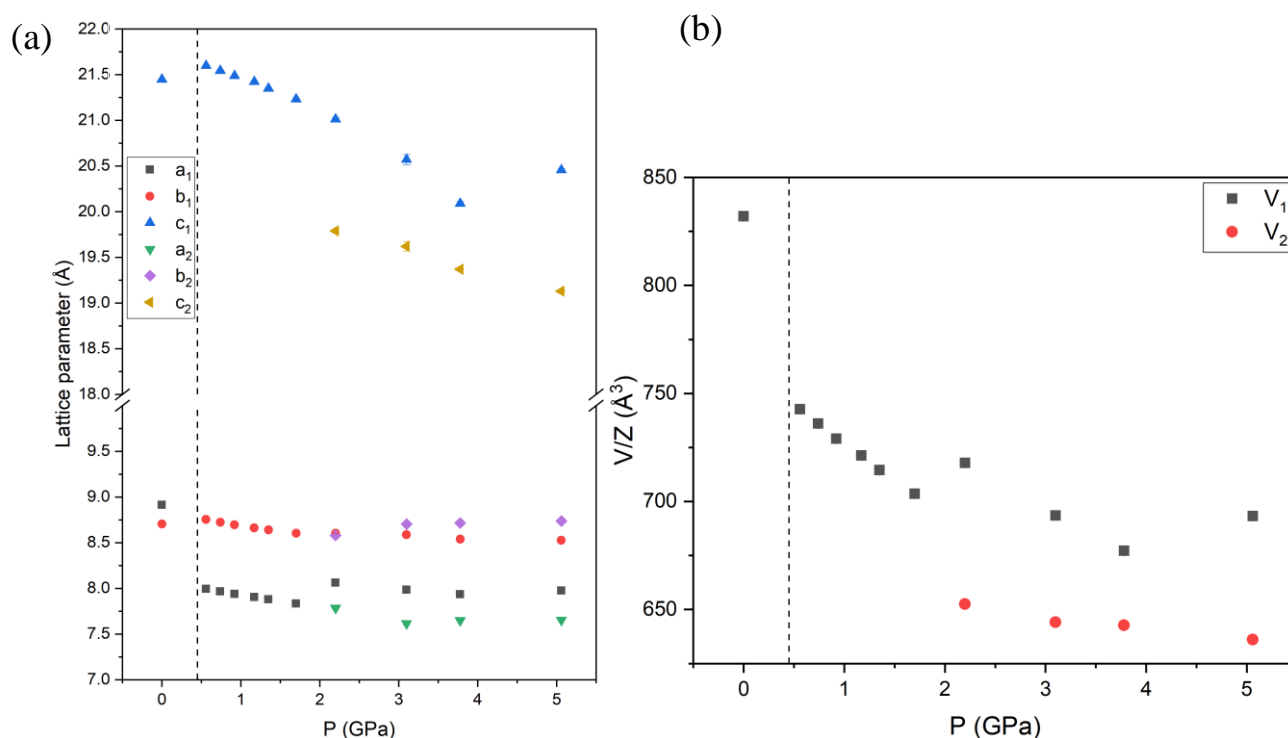 (a)
22.0
21.5
21.0
20.5
20.0
19.5
19.0
18.5
18.0
9.5
9.0
8.5
8.0
7.5
7.0
Lattice parameter (Å)
a1
b1
c1
a2
b2
c2
0 1 2 3 4 5
P (GPa)
(b)
850
800
750
700
650
V/Z (Å³)
V1
V2
0 1 2 3 4 5
P (GPa)